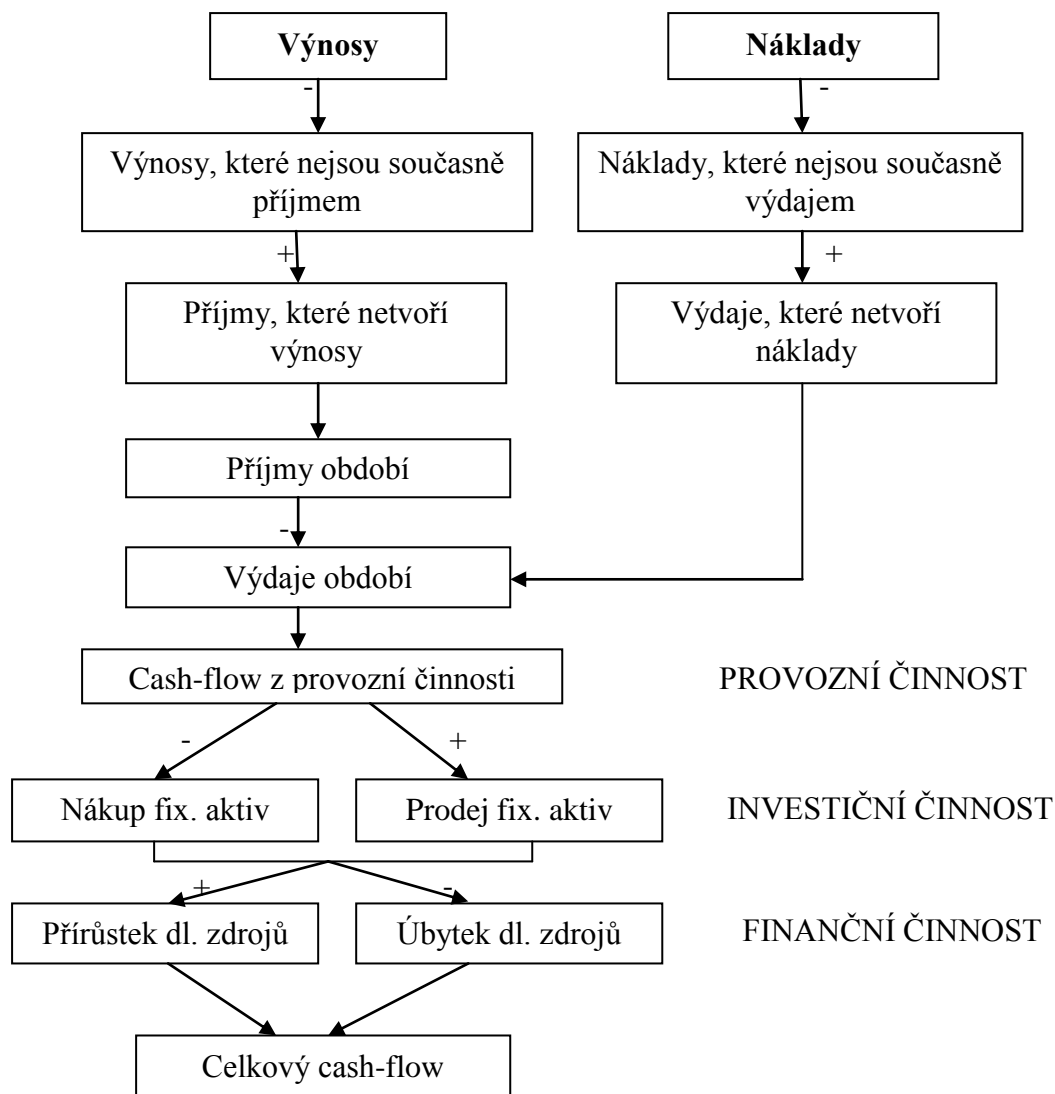 Výnosy
Náklady
-
-
Výnosy, které nejsou současně
příjmem
Náklady, které nejsou současně
výdajem
+
+
Příjmy, které netvoří
výnosy
Výdaje, které netvoří
náklady
Příjmy období
-
Výdaje období
Cash-flow z provozní činnosti
PROVOZNÍ ČINNOST
-
+
Nákup fix. aktiv
Prodej fix. aktiv
INVESTIČNÍ ČINNOST
+
-
Přírůstek dl. zdrojů
Úbytek dl. zdrojů
FINANČNÍ ČINNOST
Celkový cash-flow